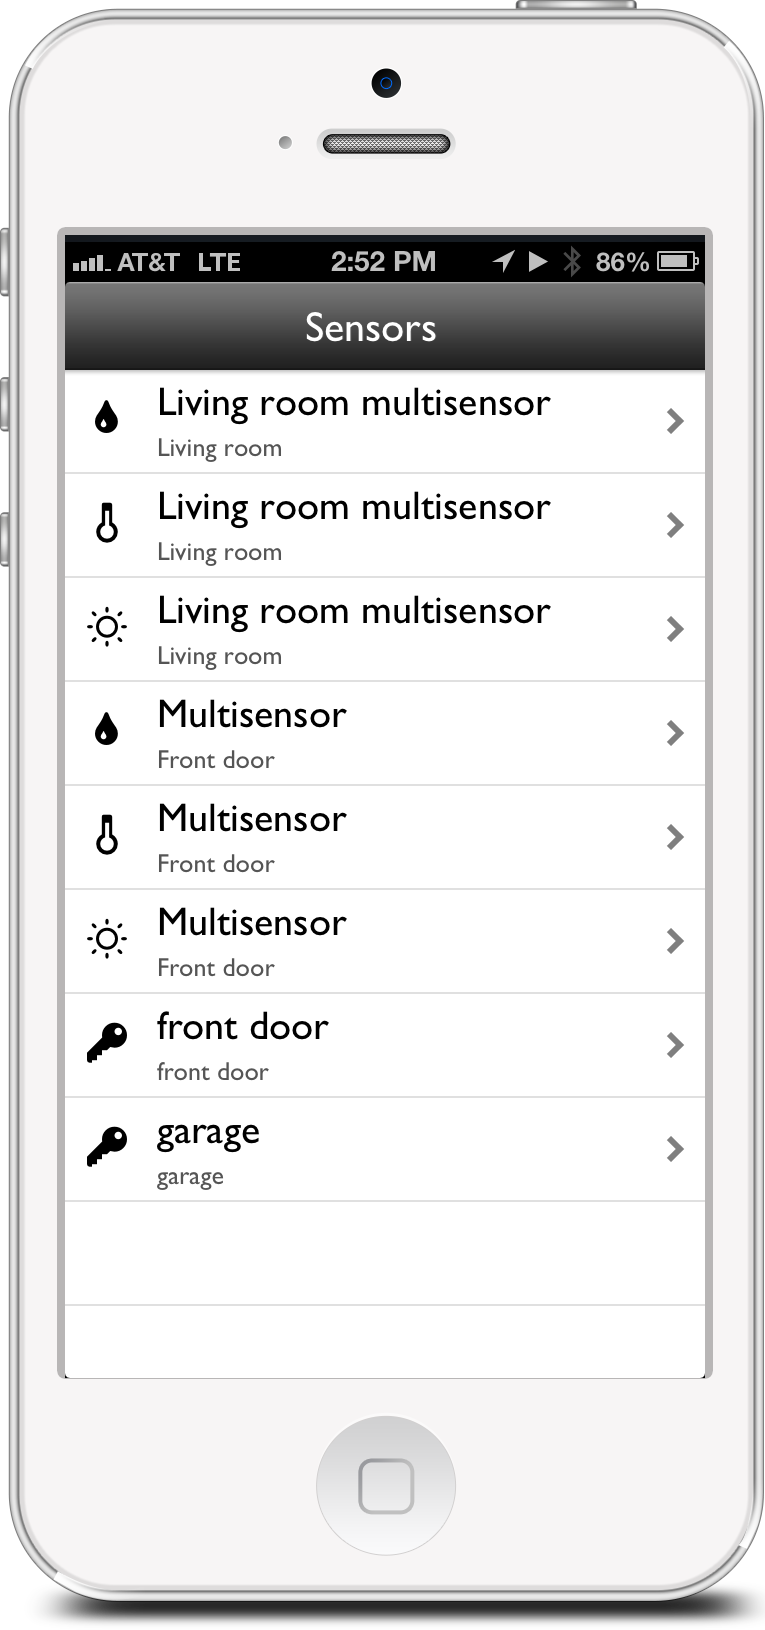 AT&T LTE 2:52 PM 86%
Sensors
Living room multisensor
Living room
Living room multisensor
Living room
Living room multisensor
Living room
Multisensor
Front door
Multisensor
Front door
Multisensor
Front door
front door
front door
garage
garage